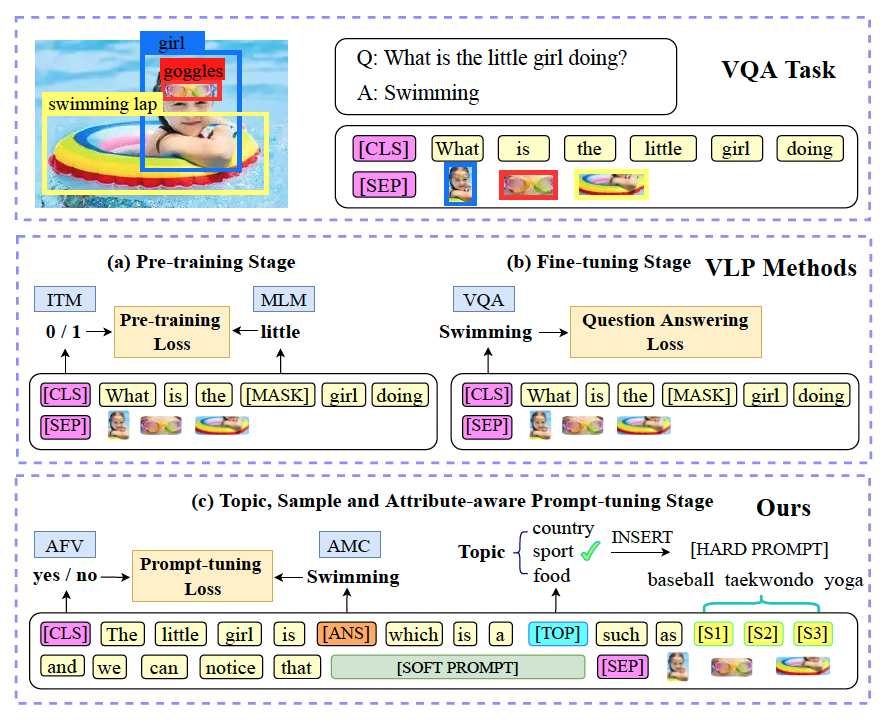 girl
goggles
swimming lap
Q: What is the little girl doing?
A: Swimming
VQA Task
[CLS] What is the little girl doing
[SEP]
(a) Pre-training Stage
(b) Fine-tuning Stage
VLP Methods
ITM
MLM
0 / 1
Pre-training
Loss
little
[CLS] What is the [MASK] girl doing
[SEP]
VQA
Swimming
Question Answering
Loss
[CLS] What is the [MASK] girl doing
[SEP]
(c) Topic, Sample and Attribute-aware Prompt-tuning Stage
Ours
AFV
yes / no
Prompt-tuning
Loss
AMC
Swimming
Topic
country
sport
food
INSERT
[HARD PROMPT]
baseball taekwondo yoga
[CLS] The little girl is [ANS] which is a [TOP] such as [S1] [S2] [S3]
and we can notice that [SOFT PROMPT] [SEP]